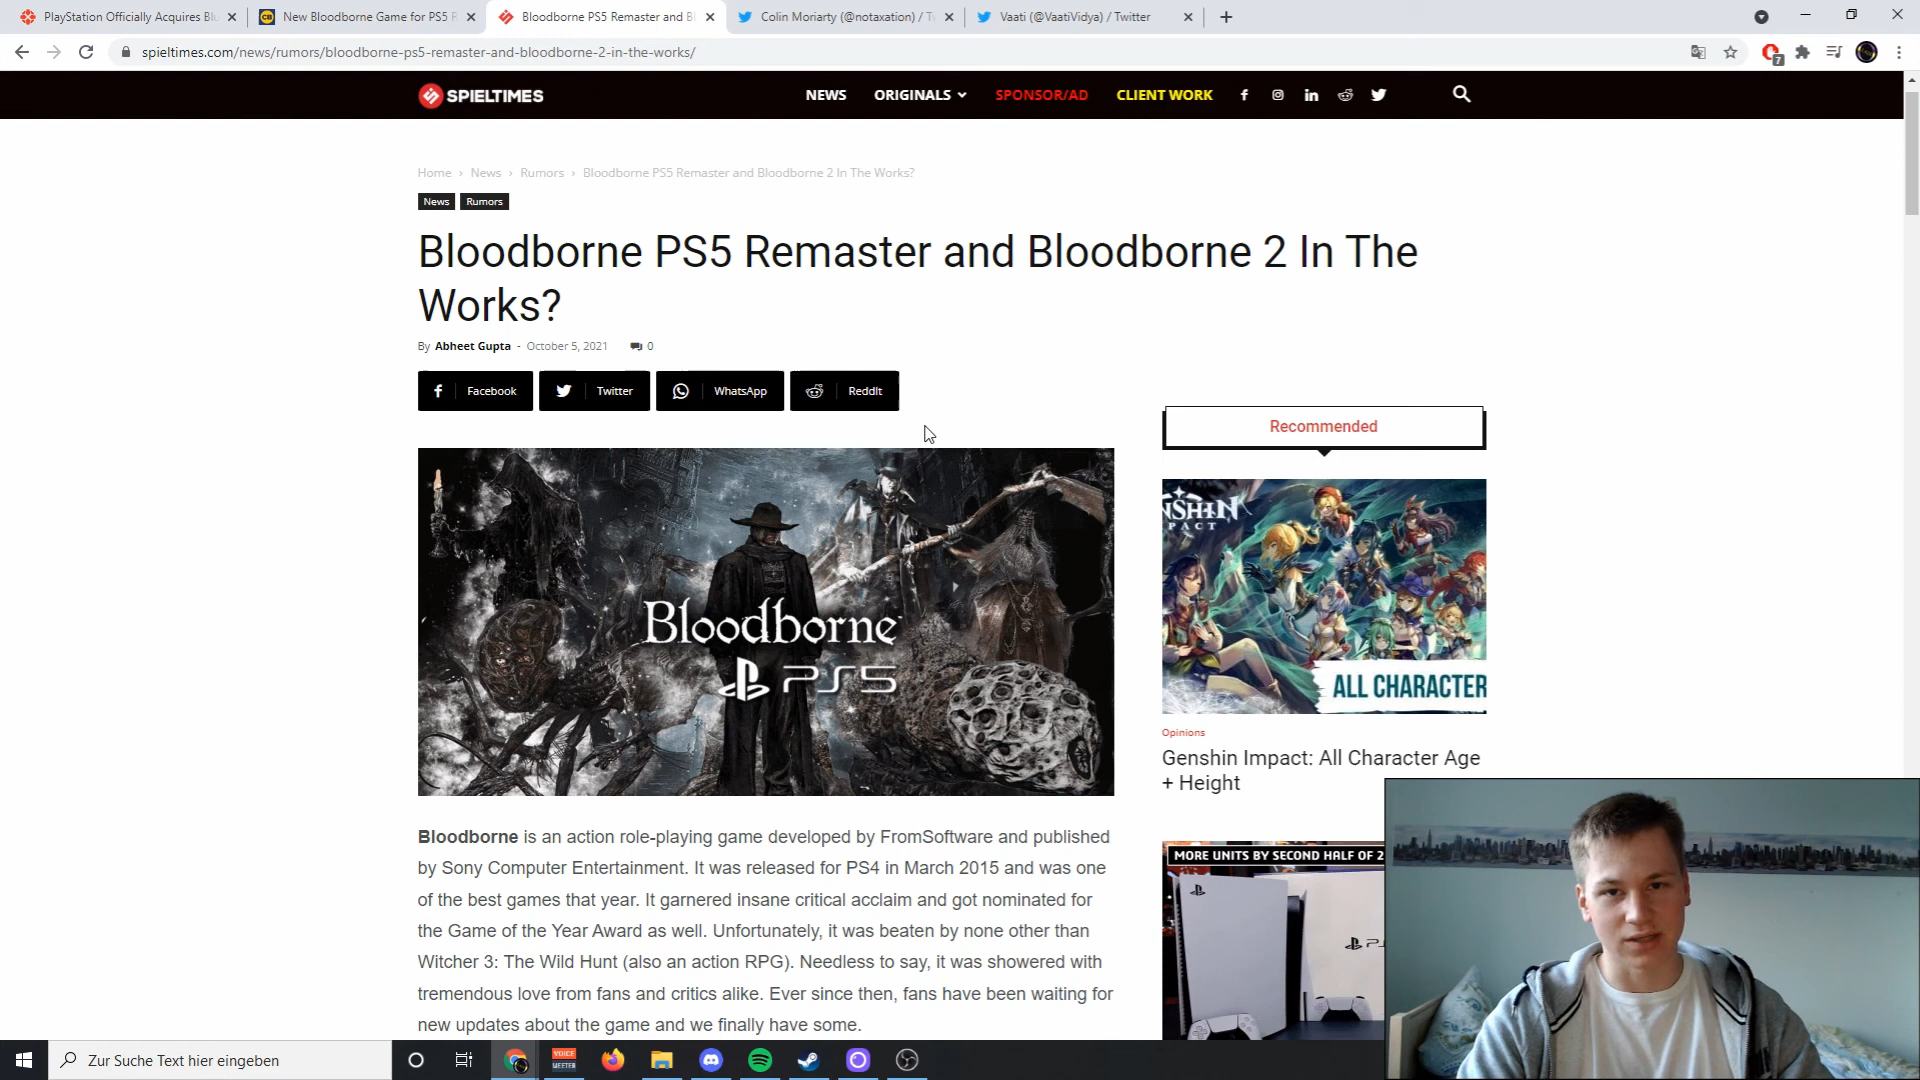 PlayStation Officially Acquires Blu
New Bloodborne Game for PS5 R
Bloodborne PS5 Remaster and Bl
Colin Moriarty (@notaxation) / Tw
Vaati (@VaatiVidya) / Twitter
spieltimes.com/news/rumors/bloodborne-ps5-remaster-and-bloodborne-2-in-the-works/
7
SPIELTIMES
NEWS
ORIGINALS
SPONSOR/AD
CLIENT WORK
Home › News › Rumors › Bloodborne PS5 Remaster and Bloodborne 2 In The Works?
News Rumors
Bloodborne PS5 Remaster and Bloodborne 2 In The
Works?
By Abheet Gupta - October 5, 2021 0
Facebook
Twitter
WhatsApp
ReddIt
Recommended
Bloodborne
PS5
NSHIN
PACT
ALL CHARACTER
Opinions
Genshin Impact: All Character Age
+ Height
MORE UNITS BY SECOND HALF OF 2
Bloodborne is an action role-playing game developed by FromSoftware and published
by Sony Computer Entertainment. It was released for PS4 in March 2015 and was one
of the best games that year. It garnered insane critical acclaim and got nominated for
the Game of the Year Award as well. Unfortunately, it was beaten by none other than
Witcher 3: The Wild Hunt (also an action RPG). Needless to say, it was showered with
tremendous love from fans and critics alike. Ever since then, fans have been waiting for
new updates about the game and we finally have some.
Zur Suche Text hier eingeben
VOICE
MEETER